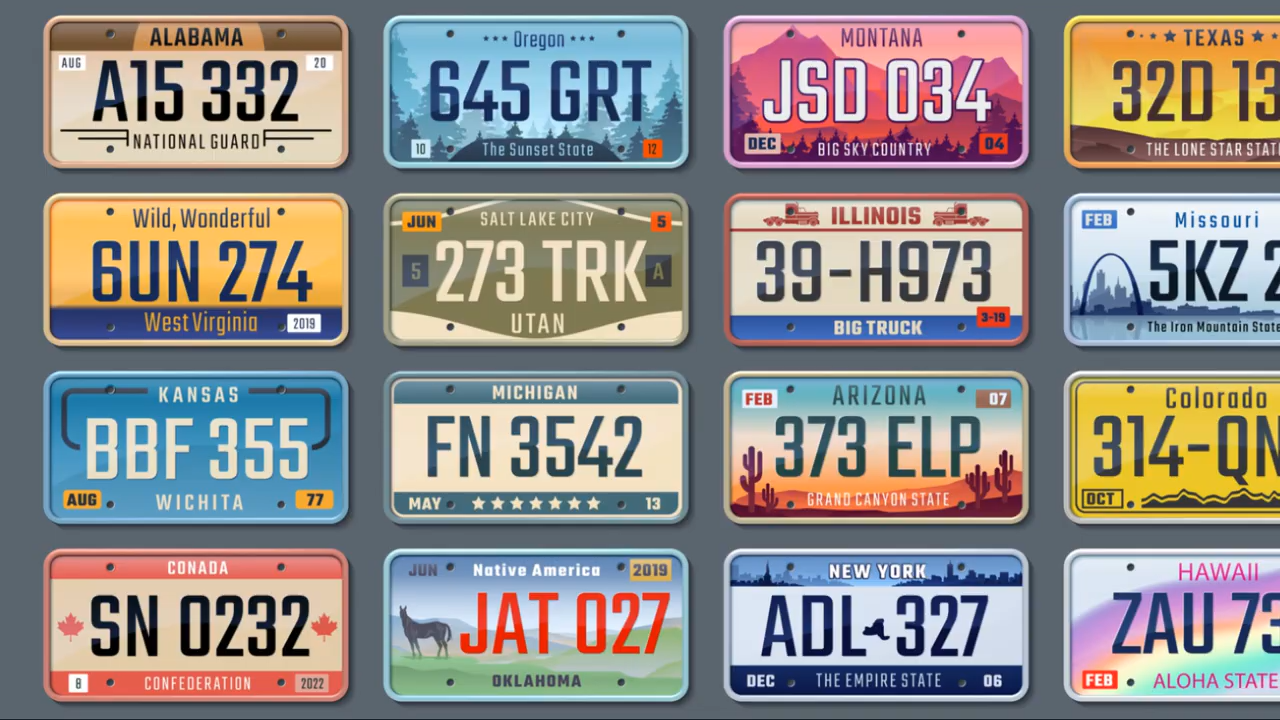 ALABAMA
AUG 20
A15 332
NATIONAL GUARD
Oregon
645 GRT
10 The Sunset State 12
MONTANA
JSD 034
DEC BIG SKY COUNTRY 04
TEXAS
32D 13
THE LONE STAR STAT
Wild, Wonderful
6UN 274
West Virginia 2019
JUN SALT LAKE CITY 5
5 273 TRK A
UTAN
ILLINOIS
39-H973
BIG TRUCK 3-19
FEB Missouri
5KZ 2
The Iron Mountain State
KANSAS
BBF 355
AUG WICHITA 77
MICHIGAN
FN 3542
MAY 13
FEB ARIZONA 07
373 ELP
GRAND CANYON STATE
Colorado
314-QN
OCT
CONADA
SN 0232
8 CONFEDERATION 2022
JUN Native America 2019
JAT 027
OKLAHOMA
NEW YORK
ADL 327
DEC THE EMPIRE STATE 06
HAWAII
ZAU 73
FEB ALOHA STATE